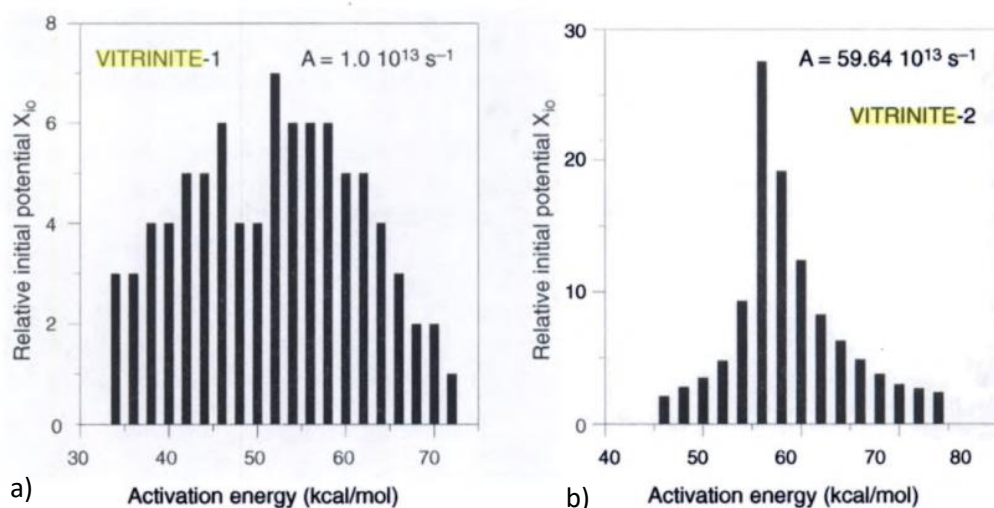 8
6
4
2
0
VITRINITE-1
A = 1.0 10¹³ s⁻¹
Relative initial potential Xᵢₒ
30
40
50
60
70
Activation energy (kcal/mol)
a)
30
20
10
0
A = 59.64 10¹³ s⁻¹
VITRINITE-2
Relative initial potential Xᵢₒ
40
50
60
70
80
Activation energy (kcal/mol)
b)